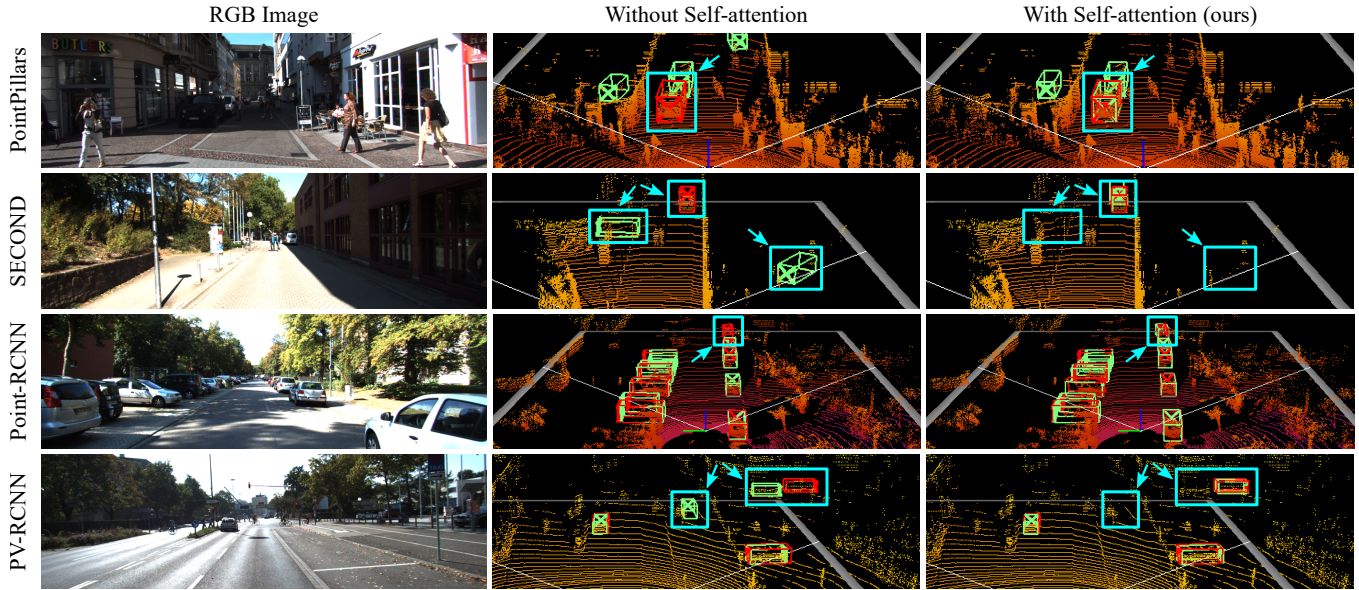 RGB Image
Without Self-attention
With Self-attention (ours)
PointPillars
BUTLERS
SECOND
Point-RCNN
PV-RCNN